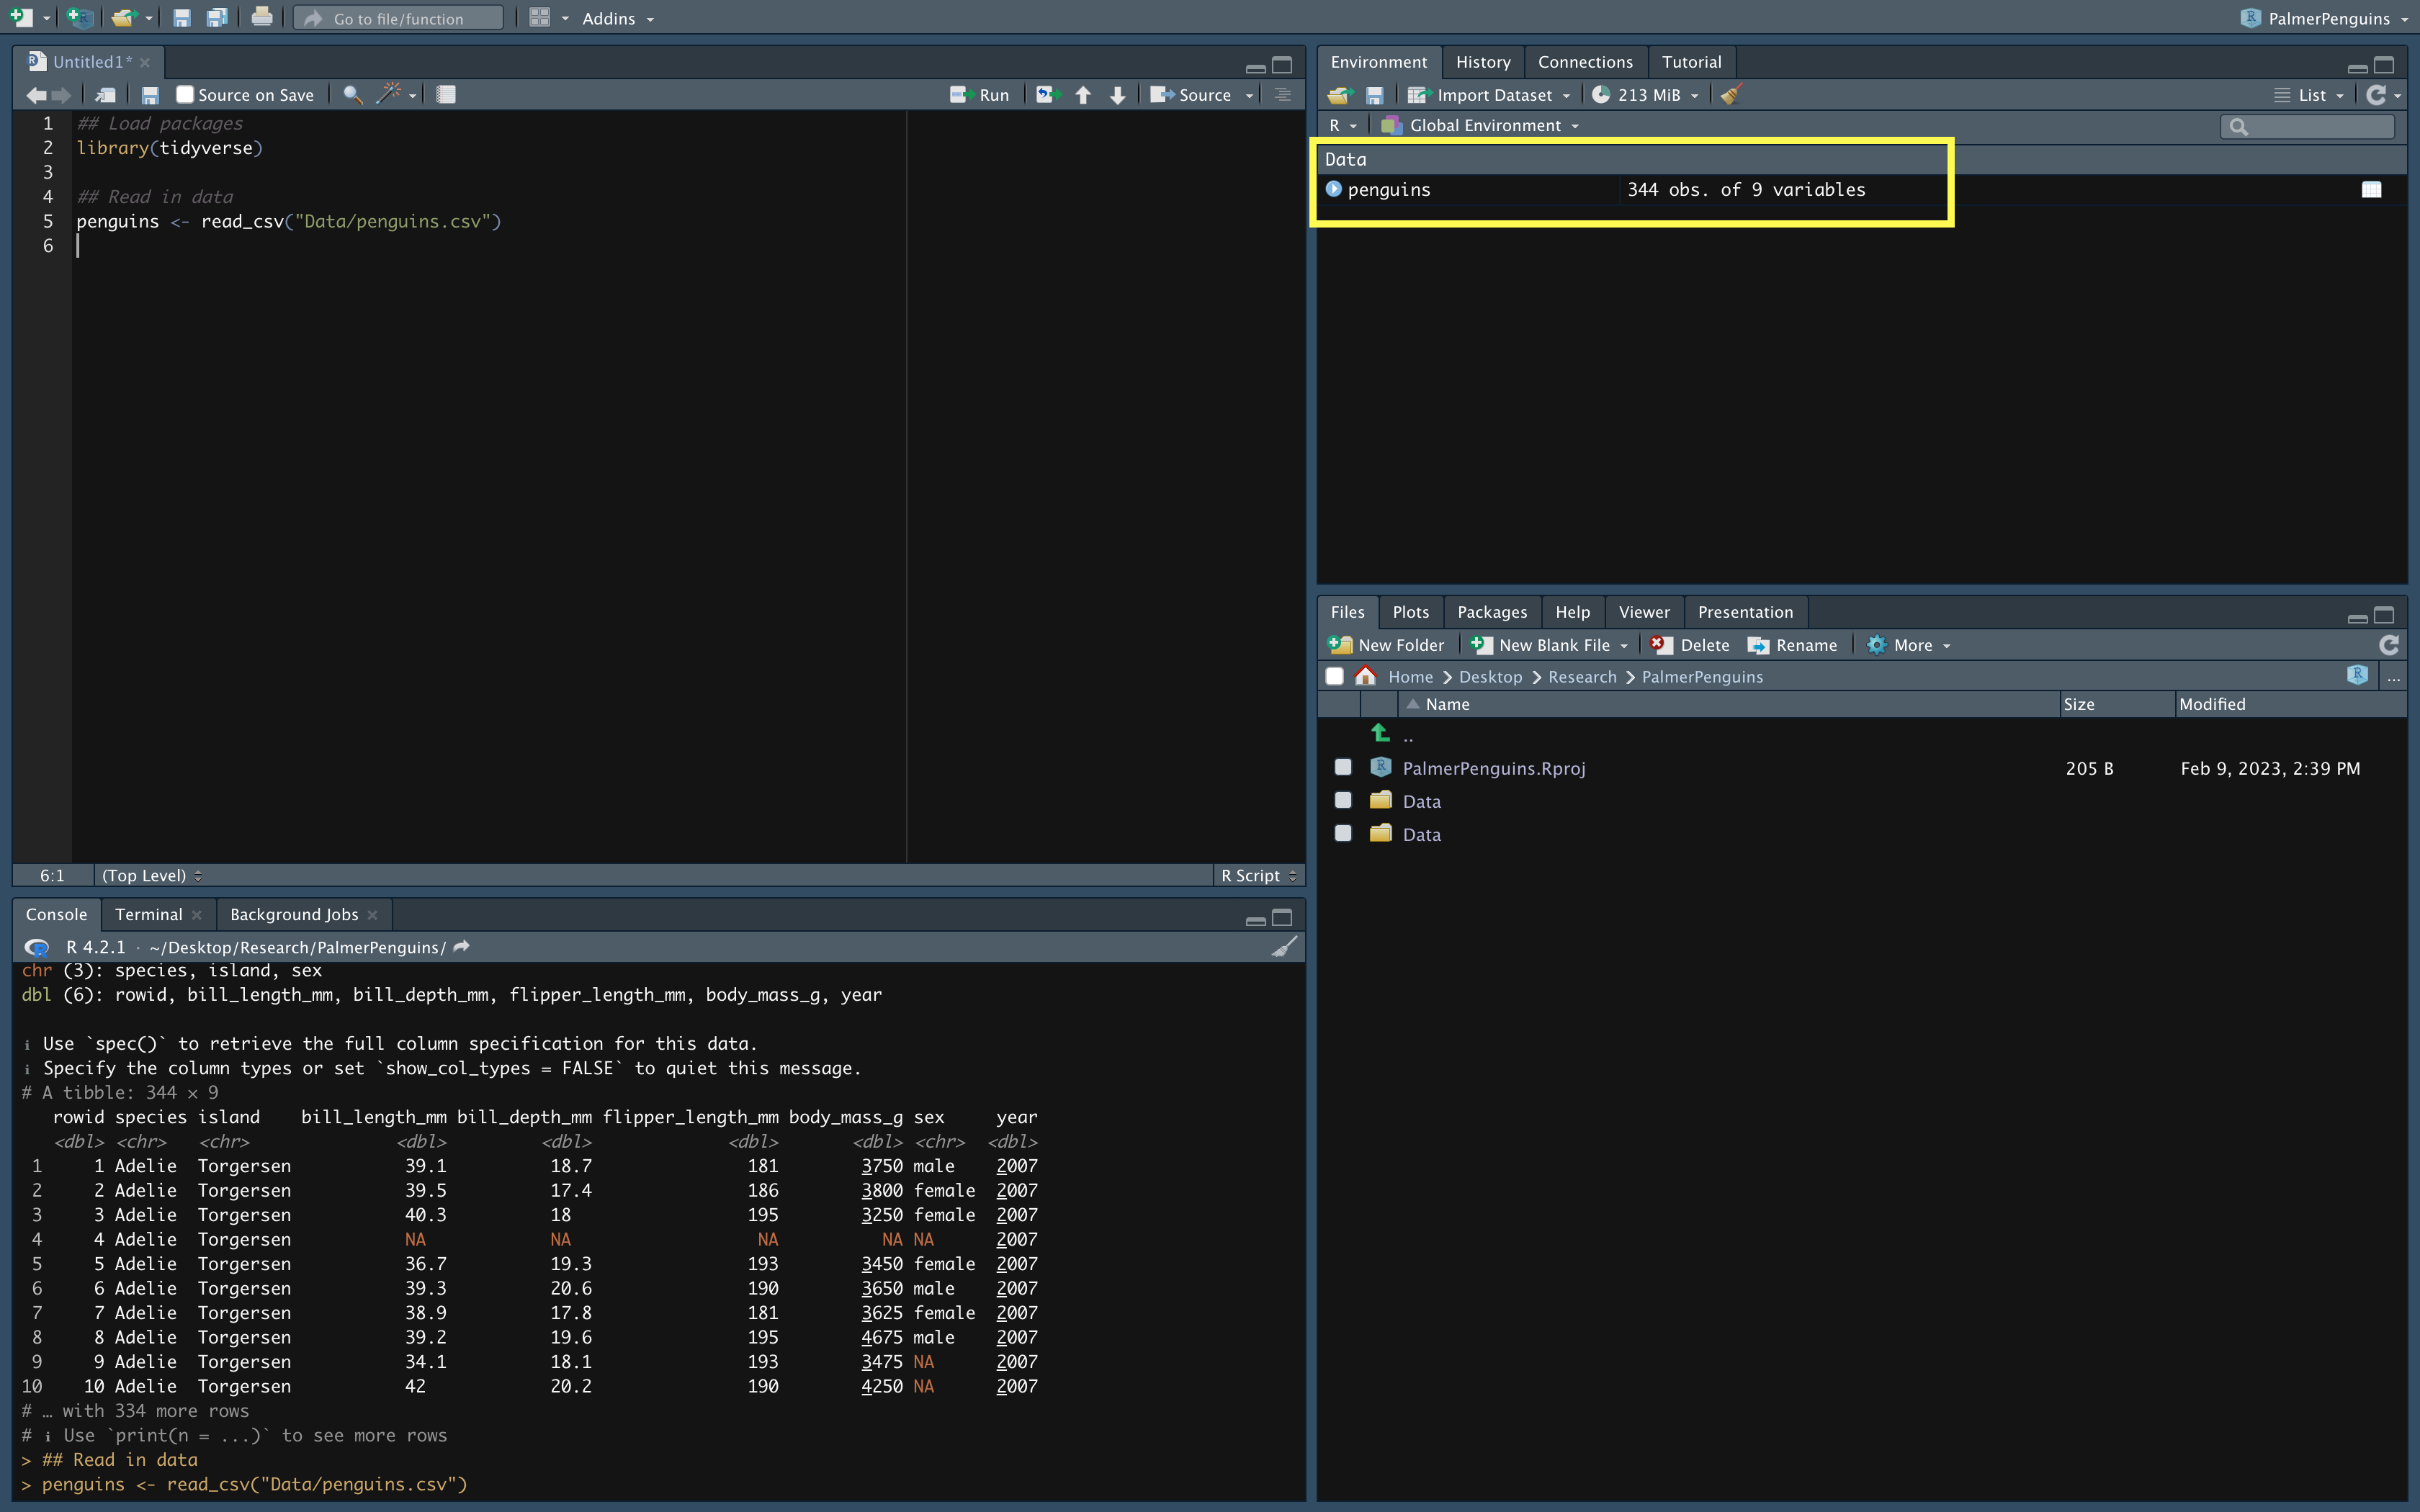 Go to file/function Addins PalmerPenguins
Untitled1*
Source on Save Run Source
1 ## Load packages
2 library(tidyverse)
3
4 ## Read in data
5 penguins <- read_csv("Data/penguins.csv")
6
6:1 (Top Level) R Script
Console Terminal Background Jobs
R 4.2.1 · ~/Desktop/Research/PalmerPenguins/
chr (3): species, island, sex
dbl (6): rowid, bill_length_mm, bill_depth_mm, flipper_length_mm, body_mass_g, year
ℹ Use `spec()` to retrieve the full column specification for this data.
ℹ Specify the column types or set `show_col_types = FALSE` to quiet this message.
# A tibble: 344 × 9
rowid species island bill_length_mm bill_depth_mm flipper_length_mm body_mass_g sex year
<dbl> <chr> <chr> <dbl> <dbl> <dbl> <dbl> <chr> <dbl>
1 1 Adelie Torgersen 39.1 18.7 181 3750 male 2007
2 2 Adelie Torgersen 39.5 17.4 186 3800 female 2007
3 3 Adelie Torgersen 40.3 18 195 3250 female 2007
4 4 Adelie Torgersen NA NA NA NA NA 2007
5 5 Adelie Torgersen 36.7 19.3 193 3450 female 2007
6 6 Adelie Torgersen 39.3 20.6 190 3650 male 2007
7 7 Adelie Torgersen 38.9 17.8 181 3625 female 2007
8 8 Adelie Torgersen 39.2 19.6 195 4675 male 2007
9 9 Adelie Torgersen 34.1 18.1 193 3475 NA 2007
10 10 Adelie Torgersen 42 20.2 190 4250 NA 2007
# … with 334 more rows
# ℹ Use `print(n = ...)` to see more rows
> ## Read in data
> penguins <- read_csv("Data/penguins.csv")
Environment History Connections Tutorial
Import Dataset 213 MiB List
R Global Environment
Data
penguins 344 obs. of 9 variables
Files Plots Packages Help Viewer Presentation
New Folder New Blank File Delete Rename More
Home Desktop Research PalmerPenguins ...
Name Size Modified
..
PalmerPenguins.Rproj 205 B Feb 9, 2023, 2:39 PM
Data
Data